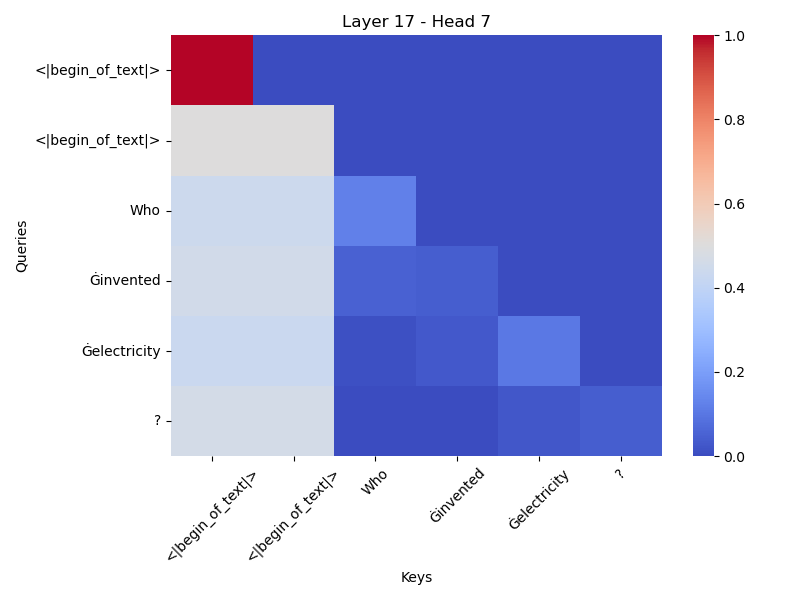 Layer 17 - Head 7
<|begin_of_text|>
<|begin_of_text|>
Who
Ġinvented
Ġelectricity
?
Queries
<|begin_of_text|>
<|begin_of_text|>
Who
Ġinvented
Ġelectricity
?
Keys
1.0
0.8
0.6
0.4
0.2
0.0